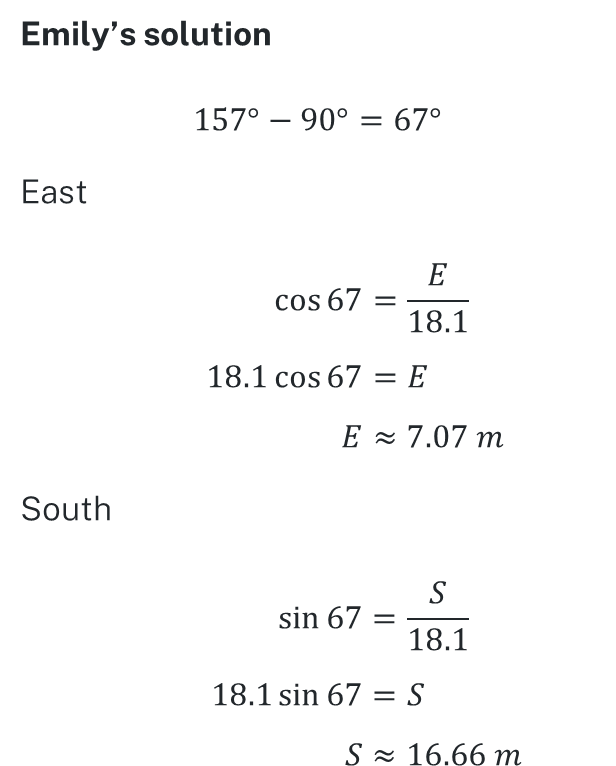 Emily’s solution
157° − 90° = 67°
East
cos 67 = E/18.1
18.1 cos 67 = E
E ≈ 7.07 m
South
sin 67 = S/18.1
18.1 sin 67 = S
S ≈ 16.66 m